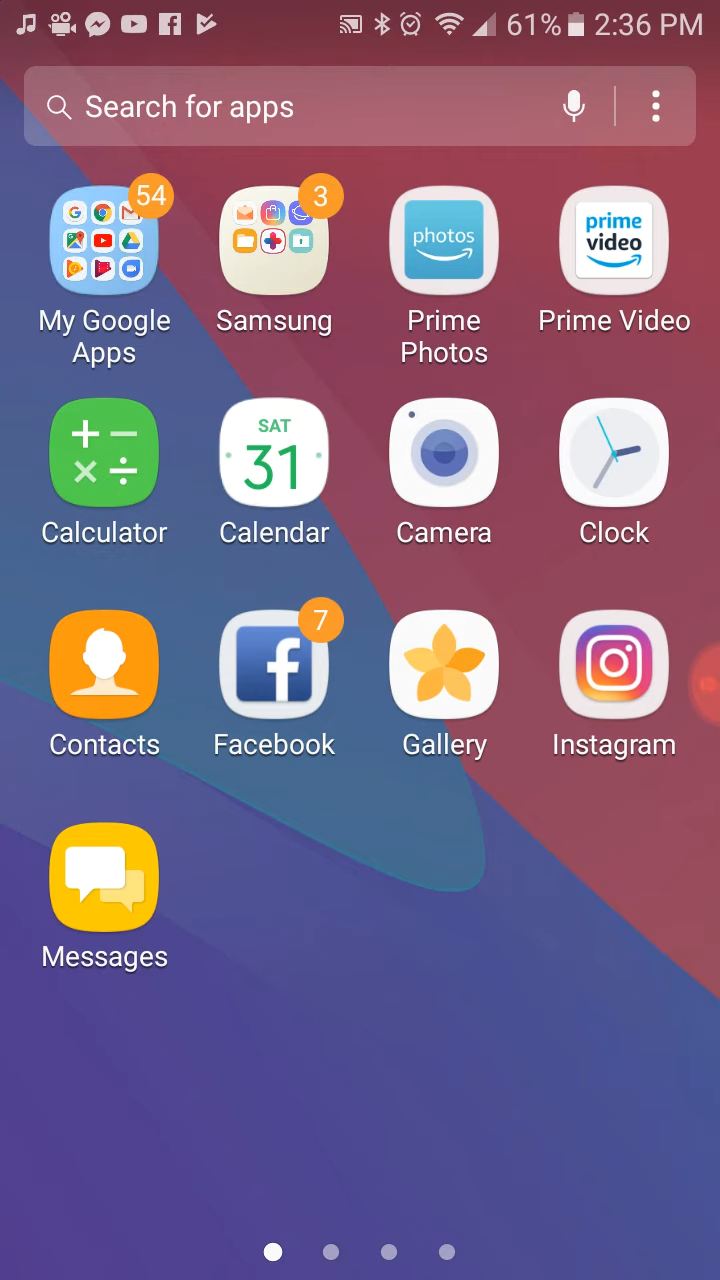 61% 2:36 PM
Search for apps
54
3
photos
prime
video
My Google
Apps
Samsung
Prime
Photos
Prime Video
SAT
31
Calculator
Calendar
Camera
Clock
7
Contacts
Facebook
Gallery
Instagram
Messages